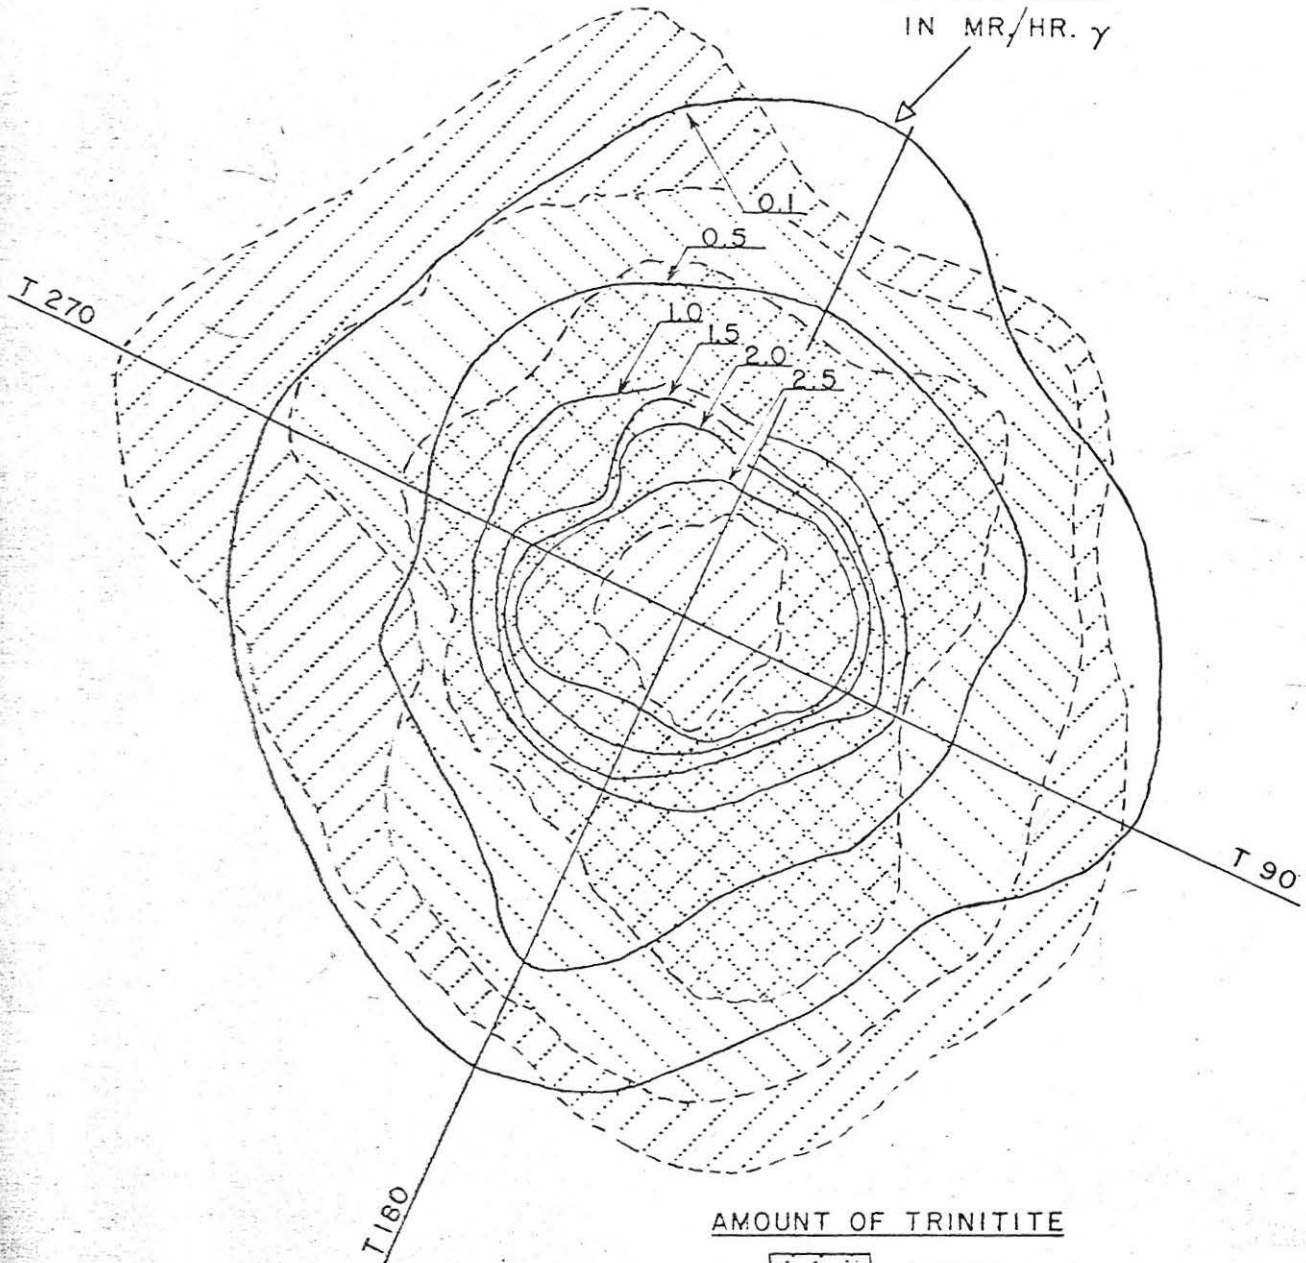 IN MR/HR. γ
0.1
0.5
T 270
1.0
1.5
2.0
2.5
T 90
T 180
AMOUNT OF TRINITITE